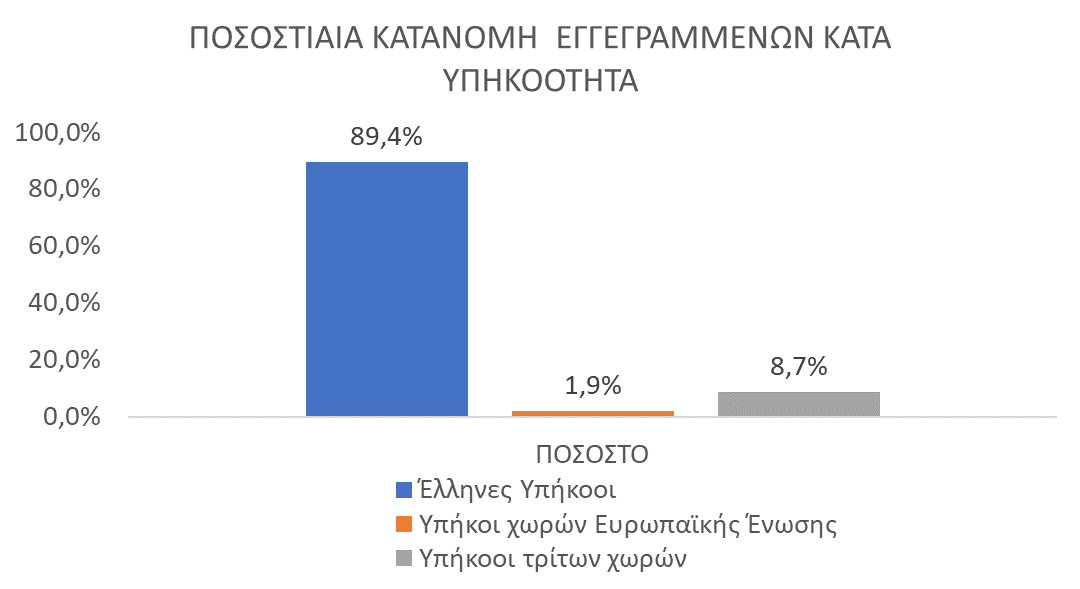 ΠΟΣΟΣΤΙΑΙΑ ΚΑΤΑΝΟΜΗ ΕΓΓΕΓΡΑΜΜΕΝΩΝ ΚΑΤΑ
ΥΠΗΚΟΟΤΗΤΑ
100,0%
80,0%
60,0%
40,0%
20,0%
0,0%
89,4%
1,9%
8,7%
ΠΟΣΟΣΤΟ
Έλληνες Υπήκοοι
Υπήκοι χωρών Ευρωπαϊκής Ένωσης
Υπήκοοι τρίτων χωρών